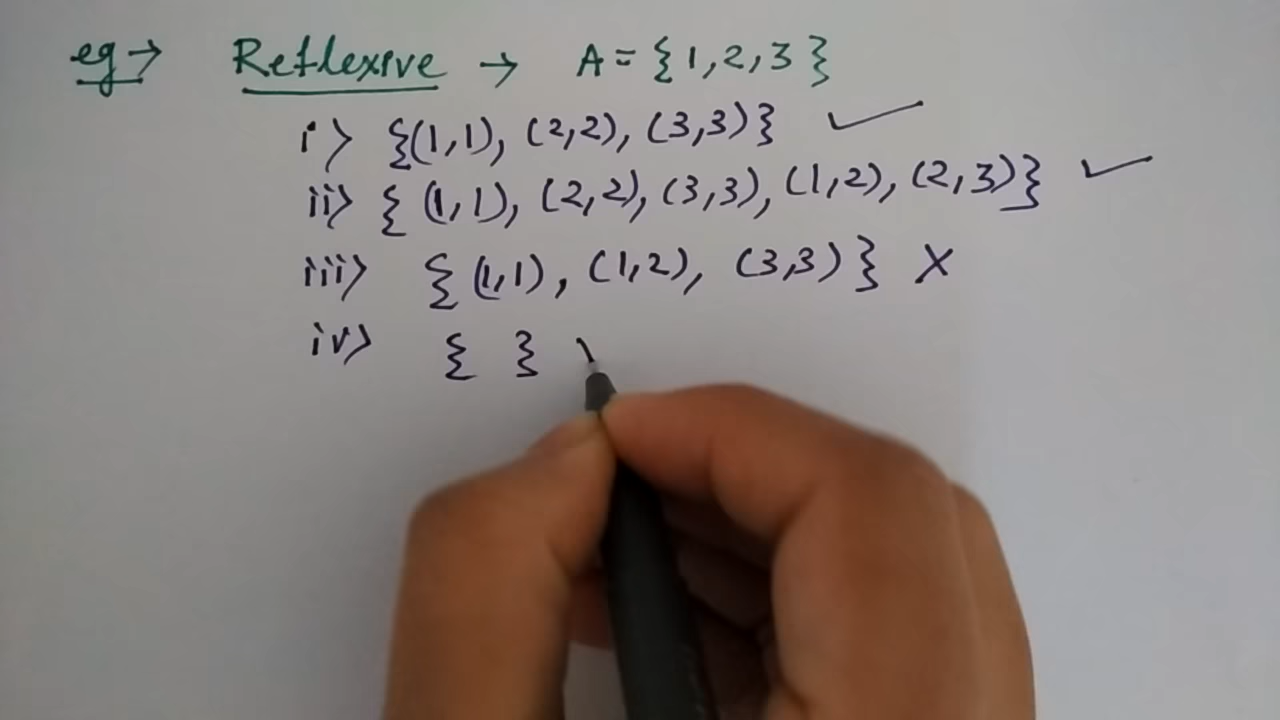 eg → Reflexive → A = {1, 2, 3}
i> {(1,1), (2,2), (3,3)} ✓
ii> {(1,1), (2,2), (3,3), (1,2), (2,3)} ✓
iii> {(1,1), (1,2), (3,3)} X
iv> { }